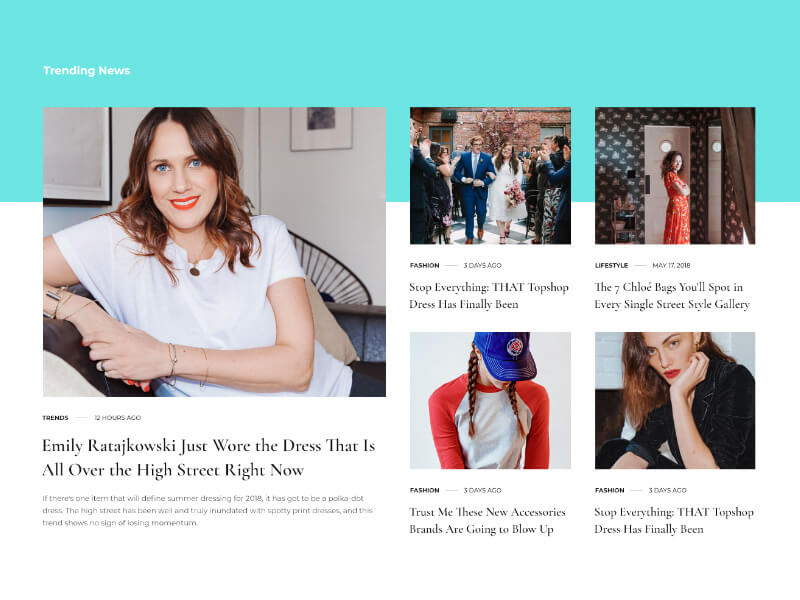 Trending News
TRENDS — 12 HOURS AGO
Emily Ratajkowski Just Wore the Dress That Is
All Over the High Street Right Now
If there's one item that will define summer dressing for 2018, it has got to be a polka-dot
dress. The high street has been well and truly inundated with spotty print dresses, and this
trend shows no sign of losing momentum.
FASHION — 3 DAYS AGO
Stop Everything: THAT Topshop
Dress Has Finally Been
LIFESTYLE — MAY 17, 2018
The 7 Chloé Bags You'll Spot in
Every Single Street Style Gallery
FASHION — 3 DAYS AGO
Trust Me These New Accessories
Brands Are Going to Blow Up
FASHION — 3 DAYS AGO
Stop Everything: THAT Topshop
Dress Has Finally Been